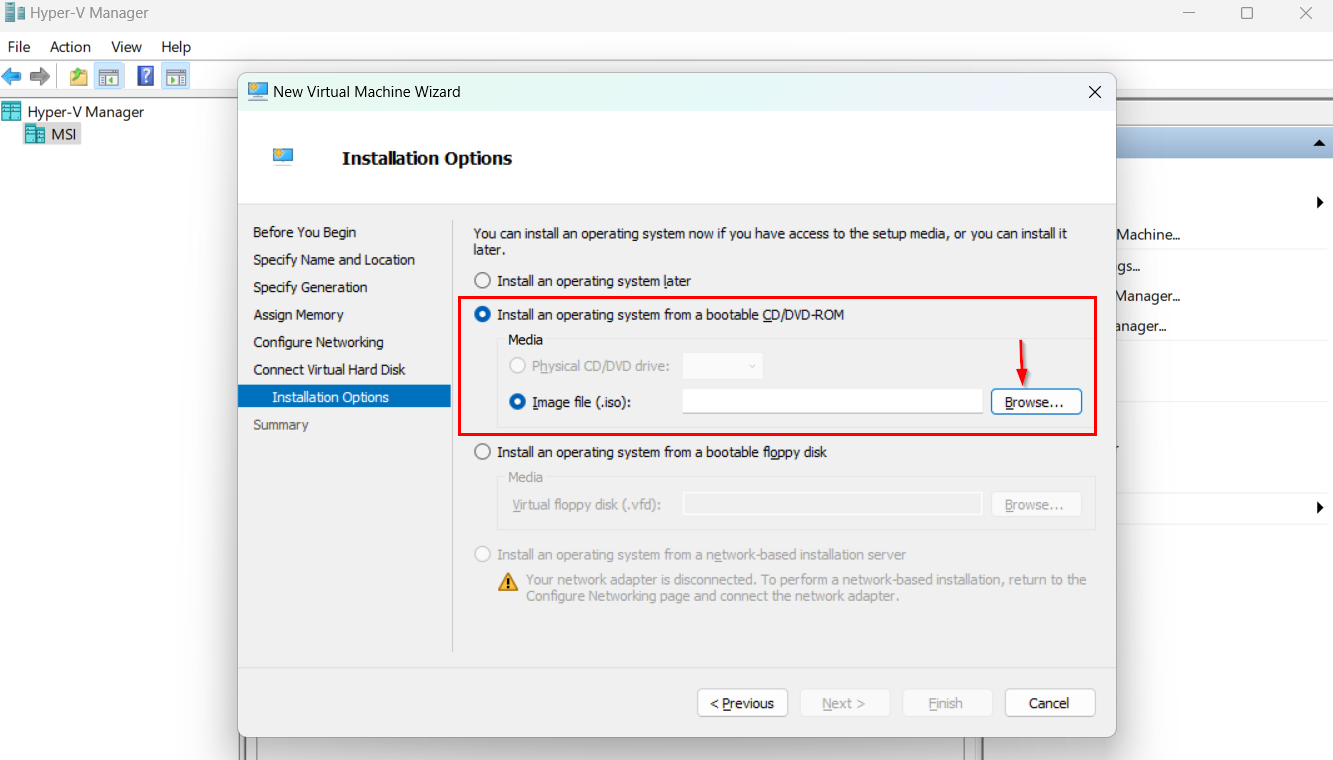 Hyper-V Manager
File Action View Help
Hyper-V Manager
MSI
New Virtual Machine Wizard
Installation Options
Before You Begin
Specify Name and Location
Specify Generation
Assign Memory
Configure Networking
Connect Virtual Hard Disk
Installation Options
Summary
You can install an operating system now if you have access to the setup media, or you can install it
later.
Install an operating system later
Install an operating system from a bootable CD/DVD-ROM
Media
Physical CD/DVD drive:
Image file (.iso):
Browse...
Install an operating system from a bootable floppy disk
Media
Virtual floppy disk (.vfd):
Browse...
Install an operating system from a network-based installation server
Your network adapter is disconnected. To perform a network-based installation, return to the
Configure Networking page and connect the network adapter.
< Previous
Next >
Finish
Cancel
Machine...
gs...
Manager...
anager...